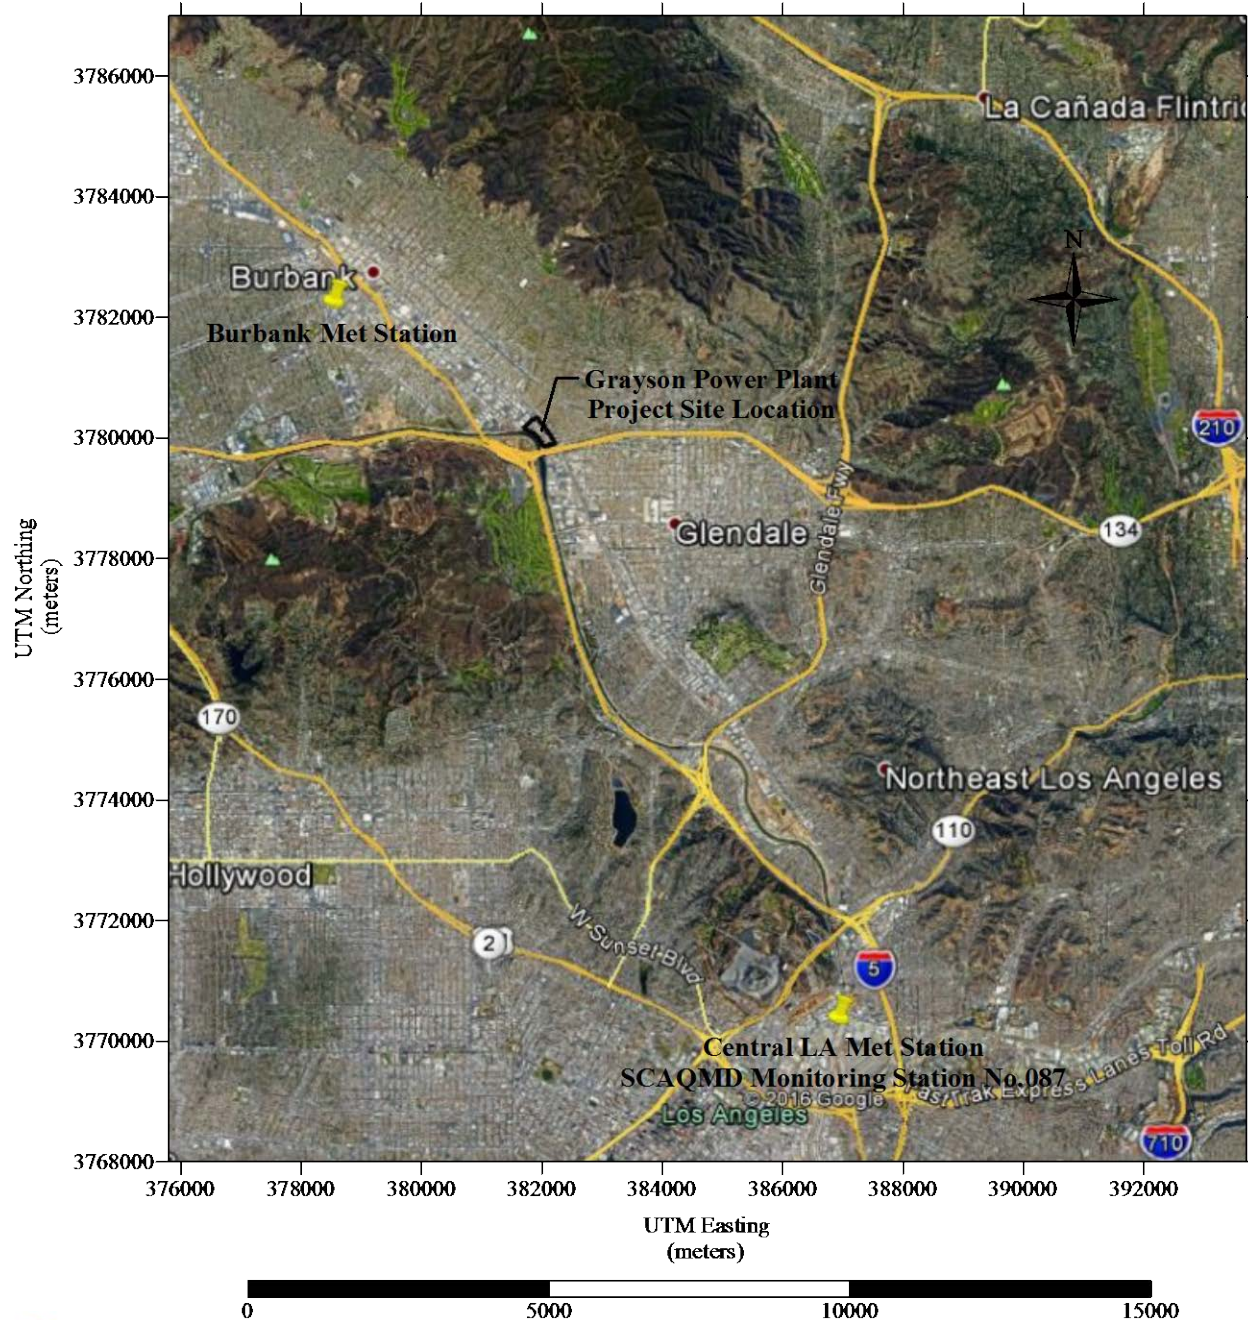 3786000
La Cañada Flintri
3784000
N
Burbank
3782000
Burbank Met Station
Grayson Power Plant
Project Site Location
3780000
210
Glendale
134
Glendale Fwy
3778000
UTM Northing
(meters)
3776000
170
Northeast Los Angeles
3774000
110
Hollywood
3772000
2
W Sunset Blvd
5
3770000
Central LA Met Station
SCAQMD Monitoring Station No.087
astTrak Express Lanes Toll Rd
© 2016 Google
Los Angeles
710
3768000
376000 378000 380000 382000 384000 386000 388000 390000 392000
UTM Easting
(meters)
0 5000 10000 15000